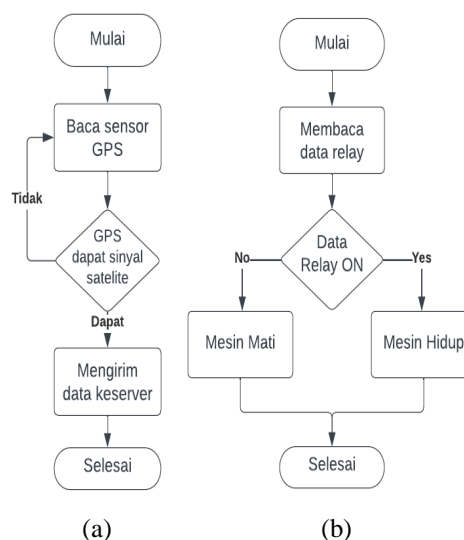 Mulai
Baca sensor
GPS
Tidak
GPS
dapat sinyal
satelite
Dapat
Mengirim
data keserver
Selesai
(a)
Mulai
Membaca
data relay
Data
Relay ON
No
Yes
Mesin Mati
Mesin Hidup
Selesai
(b)